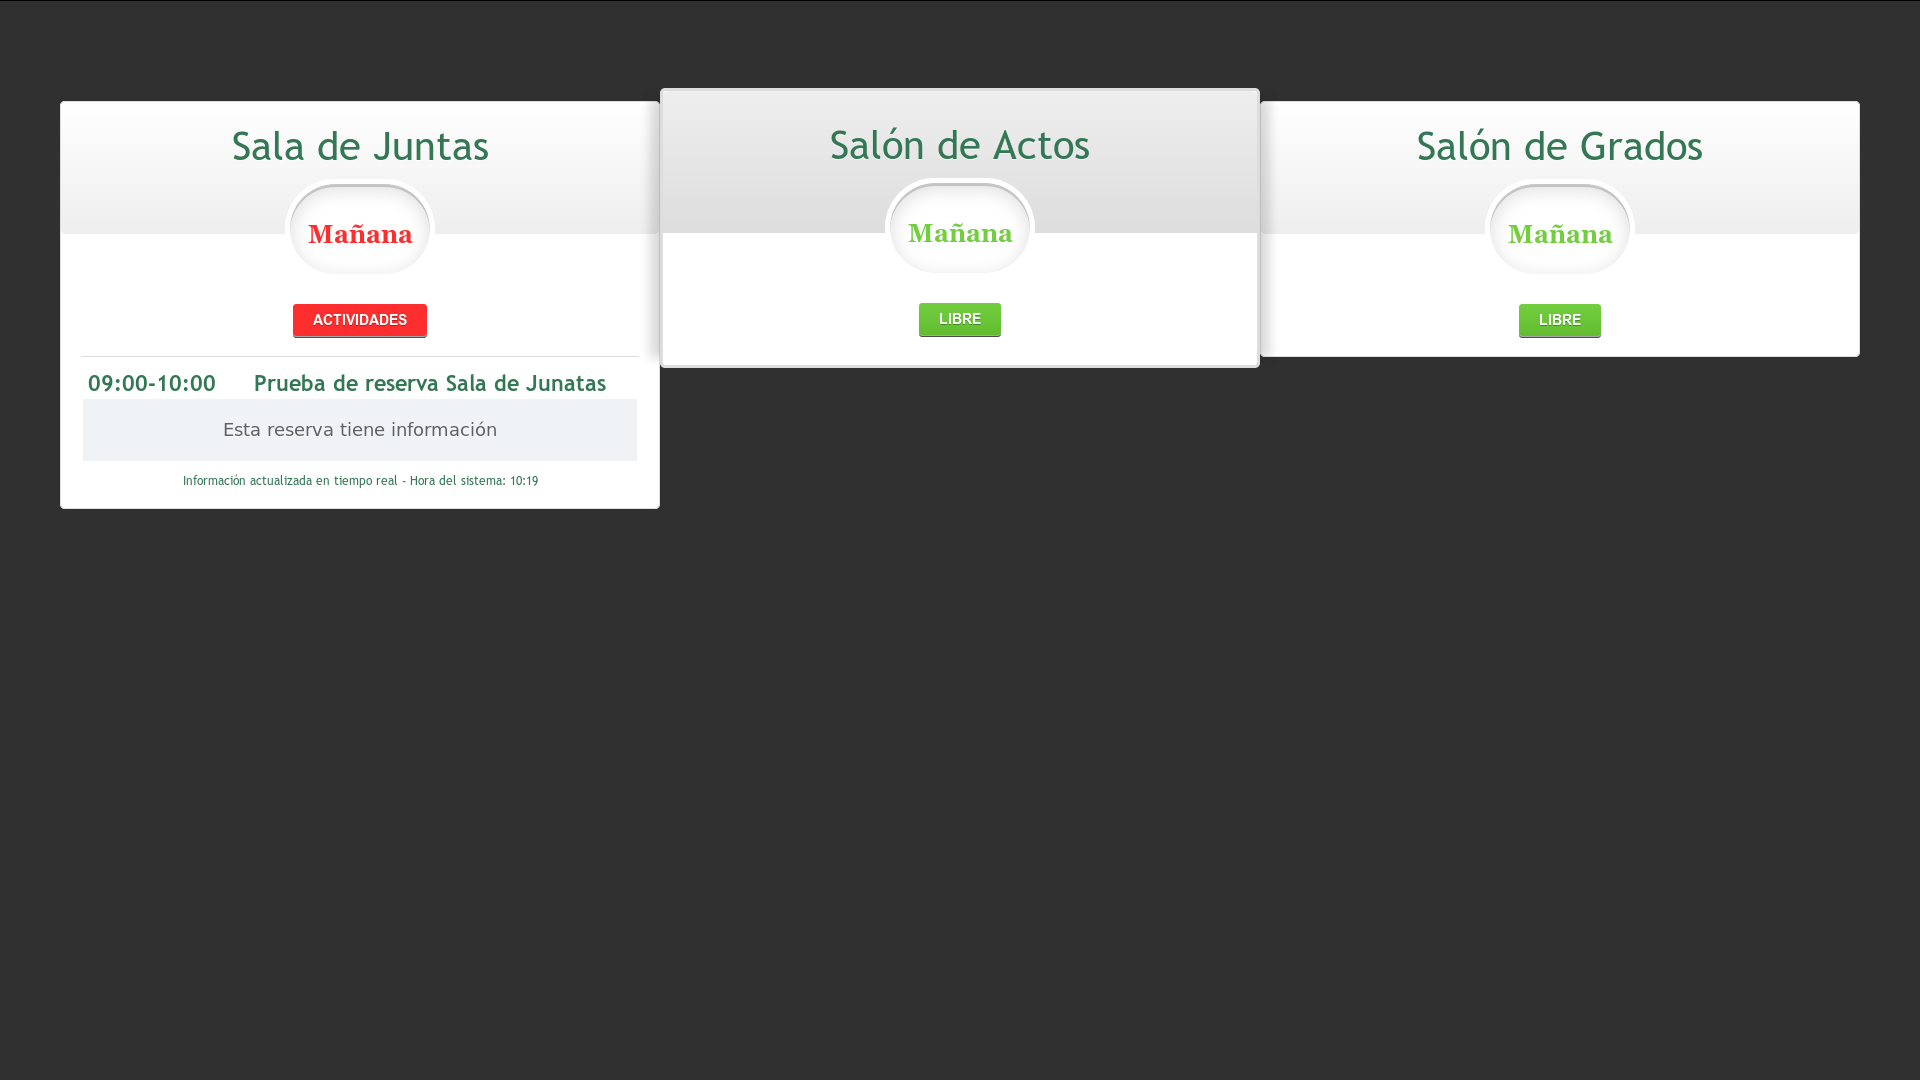 Sala de Juntas
Mañana
ACTIVIDADES
09:00-10:00 Prueba de reserva Sala de Junatas
Esta reserva tiene información
Información actualizada en tiempo real - Hora del sistema: 10:19
Salón de Actos
Mañana
LIBRE
Salón de Grados
Mañana
LIBRE